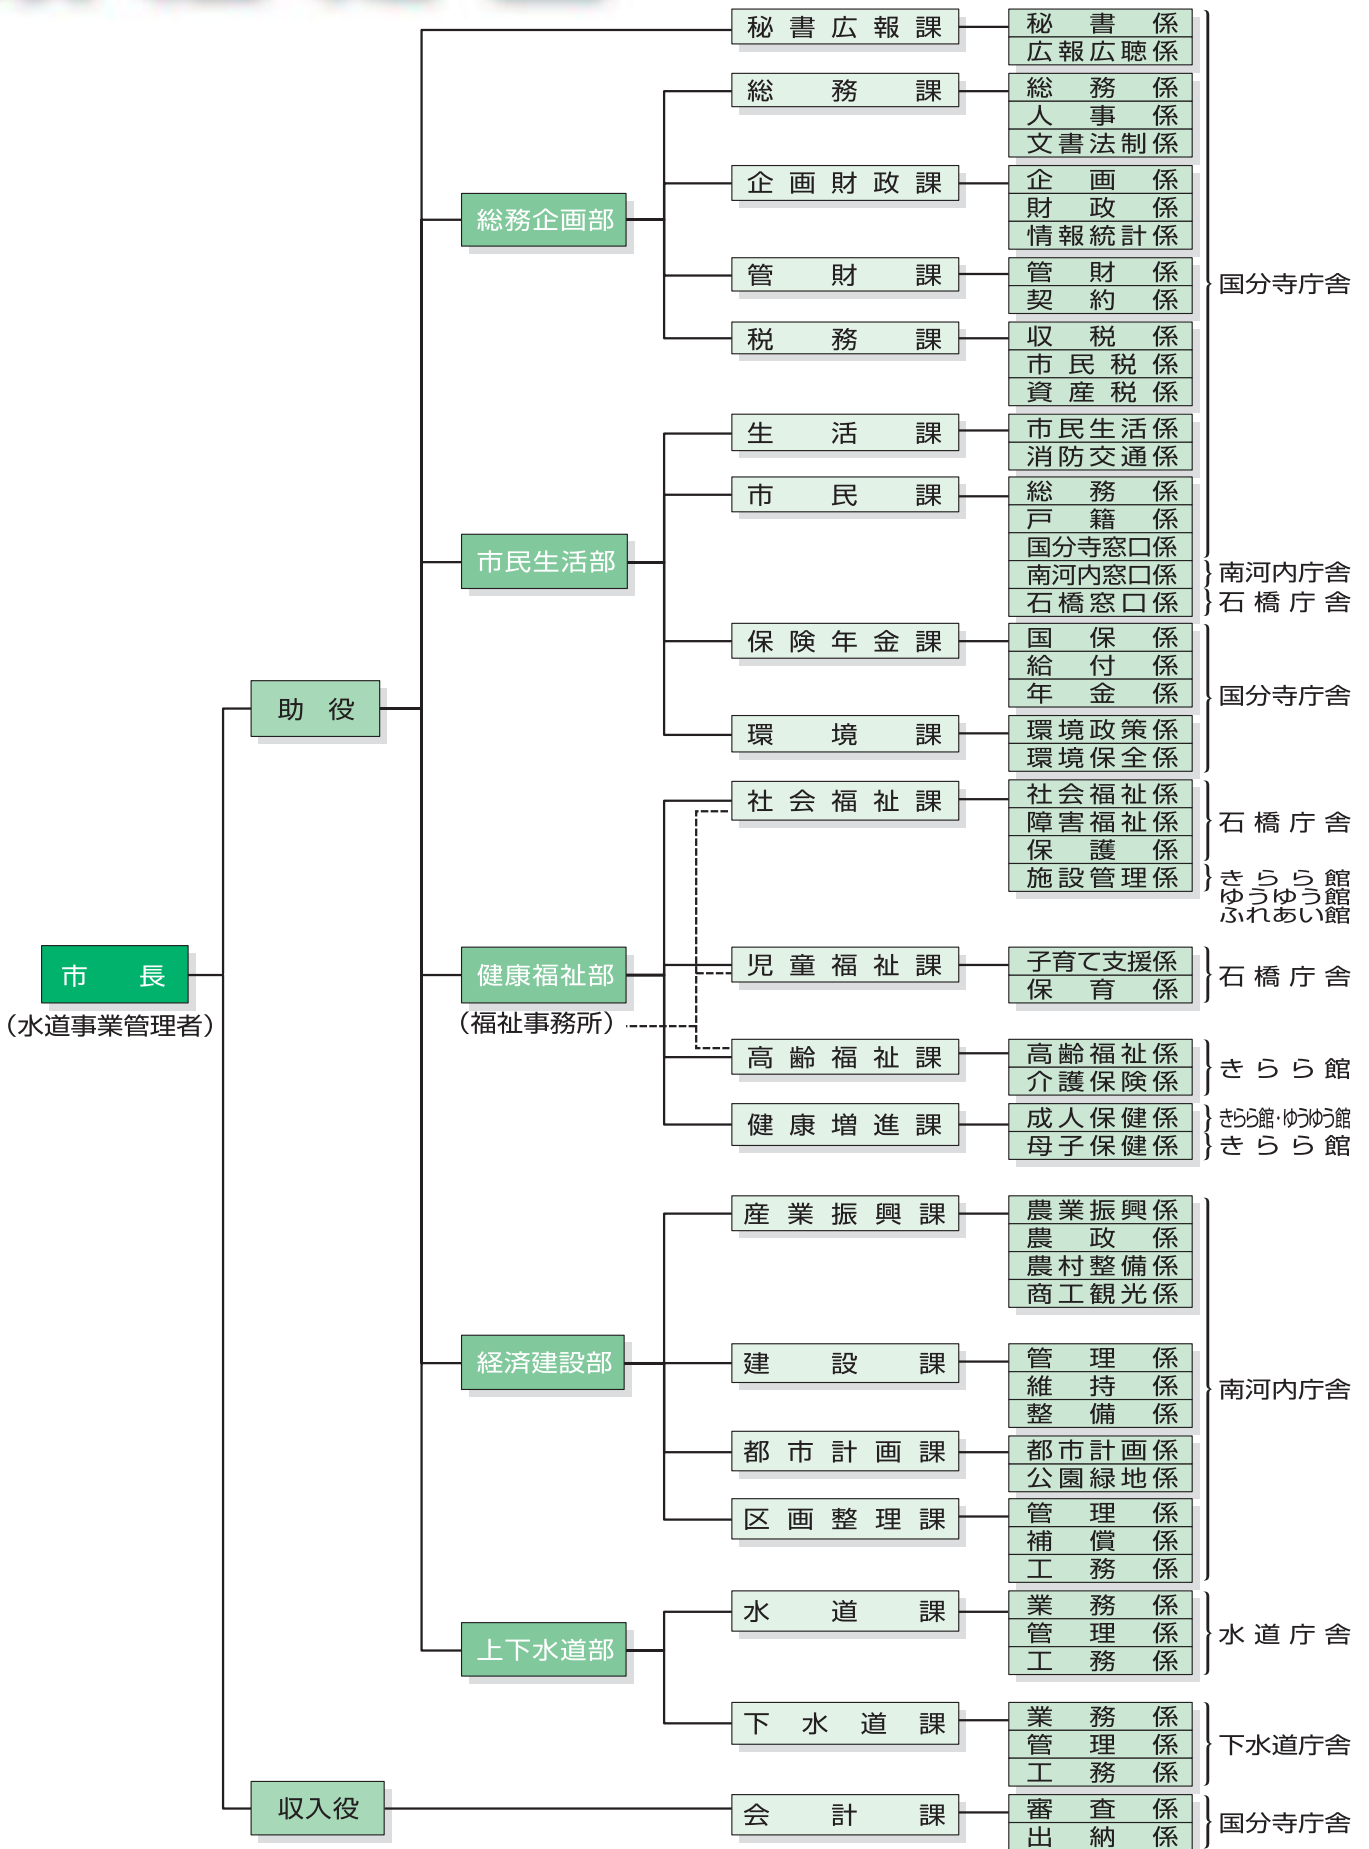 秘書広報課
秘書係
広報広聴係
総務課
総務係
人事係
文書法制係
総務企画部
企画財政課
企画係
財政係
情報統計係
管財課
管財係
契約係
国分寺庁舎
税務課
収税係
市民税係
資産税係
生活課
市民生活係
消防交通係
市民課
総務係
戸籍係
国分寺窓口係
市民生活部
南河内窓口係
南河内庁舎
石橋窓口係
石橋庁舎
保険年金課
国保係
給付係
年金係
国分寺庁舎
助役
環境課
環境政策係
環境保全係
社会福祉課
社会福祉係
障害福祉係
保護係
石橋庁舎
施設管理係
きらら館
ゆうゆう館
ふれあい館
市長
(水道事業管理者)
健康福祉部
(福祉事務所)
児童福祉課
子育て支援係
保育係
石橋庁舎
高齢福祉課
高齢福祉係
介護保険係
きらら館
健康増進課
成人保健係
きらら館・ゆうゆう館
母子保健係
きらら館
産業振興課
農業振興係
農政係
農村整備係
商工観光係
経済建設部
建設課
管理係
維持係
整備係
南河内庁舎
都市計画課
都市計画係
公園緑地係
区画整理課
管理係
補償係
工務係
上下水道部
水道課
業務係
管理係
工務係
水道庁舎
下水道課
業務係
管理係
工務係
下水道庁舎
収入役
会計課
審査係
出納係
国分寺庁舎